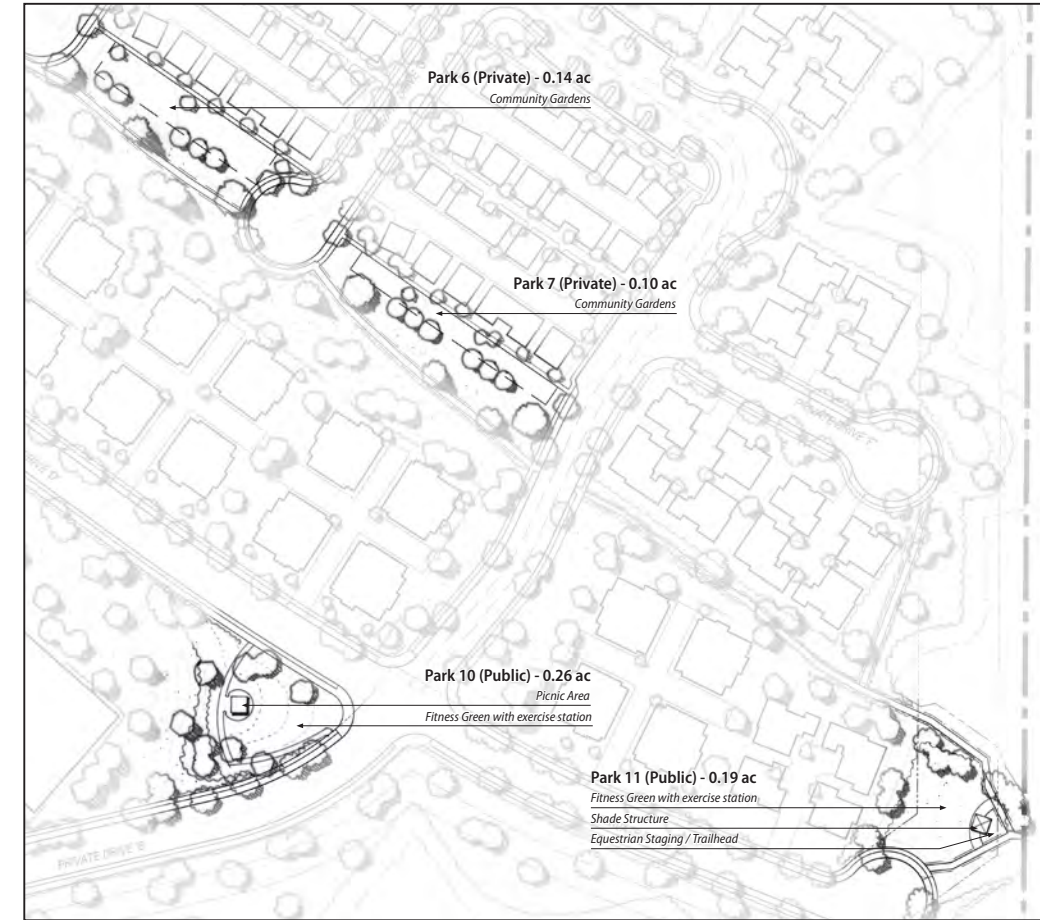 Park 6 (Private) - 0.14 ac
Community Gardens
Park 7 (Private) - 0.10 ac
Community Gardens
Park 10 (Public) - 0.26 ac
Picnic Area
Fitness Green with exercise station
Park 11 (Public) - 0.19 ac
Fitness Green with exercise station
Shade Structure
Equestrian Staging / Trailhead
PRIVATE DRIVE